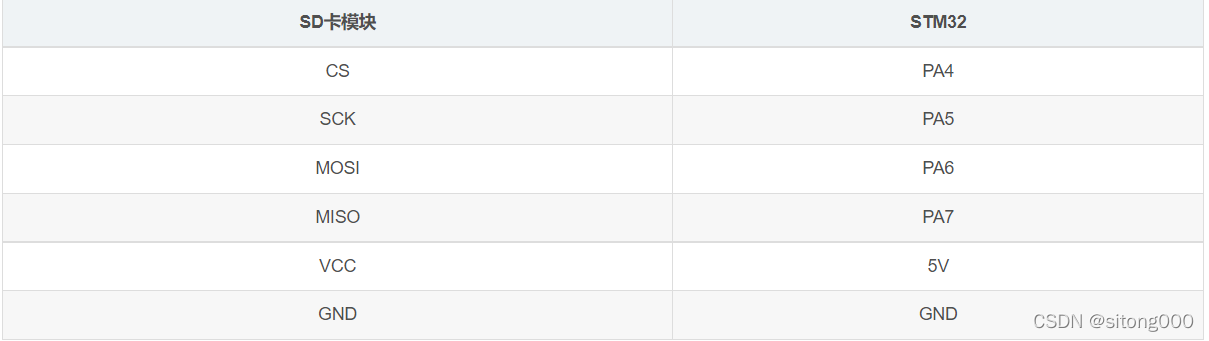 SD卡模块 STM32
CS PA4
SCK PA5
MOSI PA6
MISO PA7
VCC 5V
GND GND
CSDN @sitong000